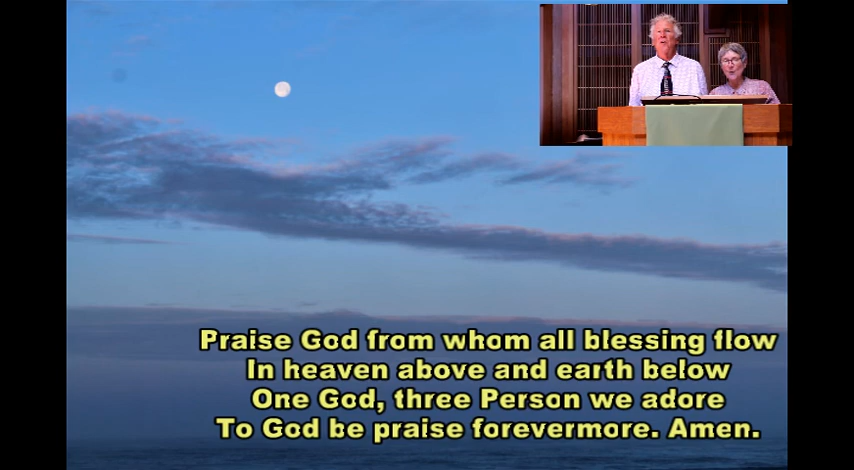 Praise God from whom all blessing flow
In heaven above and earth below
One God, three Person we adore
To God be praise forevermore. Amen.